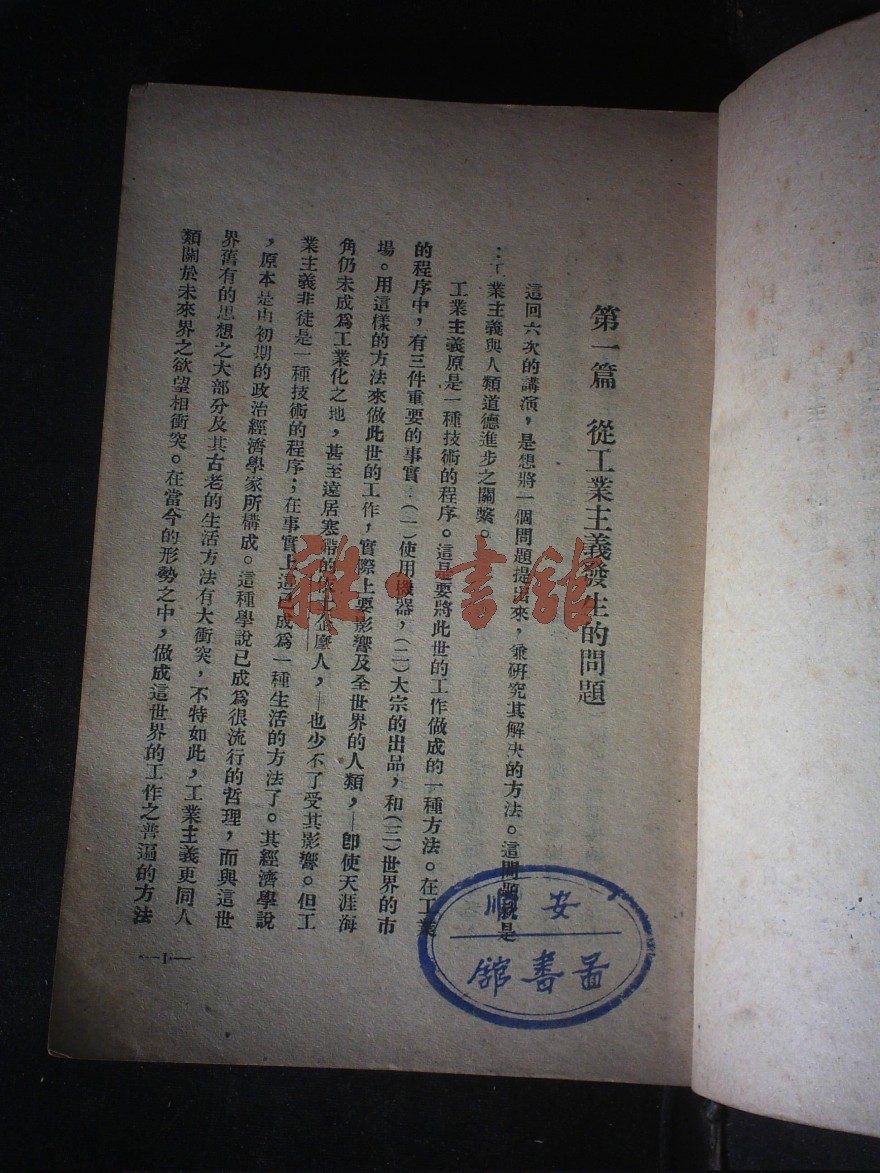 第一篇 從工業主義發生的問題
這回六次的講演，是想將一個問題提出來，兼研究其解決的方法。這問題就是
：工業主義與人類道德進步之關繫。
工業主義原是一種技術的程序。這是要將此世的工作做成的一種方法。在工業
的程序中，有三件重要的事實：（一）使用機器，（二）大宗的出品，和（三）世界的市
場。用這樣的方法來做此世的工作，實際上要影響及全世界的人類，—即使天涯海
角仍未成爲工業化之地，甚至遠居寒帶的人，—也少不了受其影響。但工
業主義非徒是一種技術的程序；在事實上這已成爲一種生活的方法了。其經濟學說
，原本是由初期的政治經濟學家所構成。這種學說已成爲很流行的哲理，而與這世
界舊有的思想之大部分及其古老的生活方法有大衝突，不特如此，工業主義更同人
類關於未來界之欲望相衝突。在當今的形勢之中，做成這世界的工作之普遍的方法
—1—
安順
圖書館
雜·書館